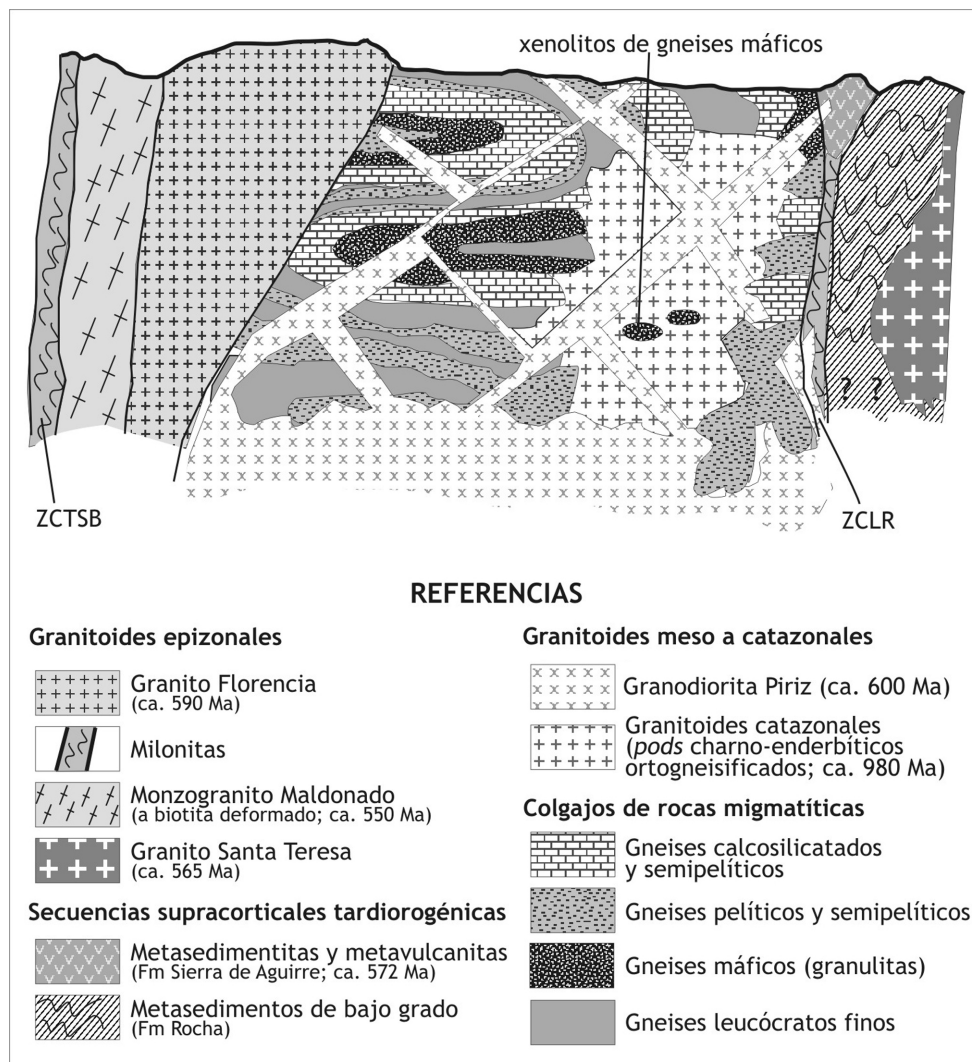 xenolitos de gneises máficos
? ?
ZCTSB
ZCLR
REFERENCIAS
Granitoides epizonales
Granito Florencia
(ca. 590 Ma)
Milonitas
Monzogranito Maldonado
(a biotita deformado; ca. 550 Ma)
Granito Santa Teresa
(ca. 565 Ma)
Secuencias supracorticales tardiorogénicas
Metasedimentitas y metavulcanitas
(Fm Sierra de Aguirre; ca. 572 Ma)
Metasedimentos de bajo grado
(Fm Rocha)
Granitoides meso a catazonales
Granodiorita Piriz (ca. 600 Ma)
Granitoides catazonales
(pods charno-enderbíticos
ortogneisificados; ca. 980 Ma)
Colgajos de rocas migmatíticas
Gneises calcosilicatados
y semipelíticos
Gneises pelíticos y semipelíticos
Gneises máficos (granulitas)
Gneises leucócratos finos